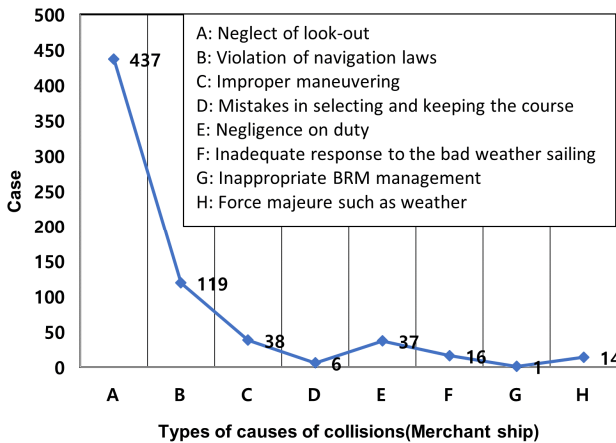 500
450
400
350
300
250
200
150
100
50
0
Case
A: Neglect of look-out
B: Violation of navigation laws
C: Improper maneuvering
D: Mistakes in selecting and keeping the course
E: Negligence on duty
F: Inadequate response to the bad weather sailing
G: Inappropriate BRM management
H: Force majeure such as weather
437
119
38
6
37
16
1
14
A B C D E F G H
Types of causes of collisions(Merchant ship)